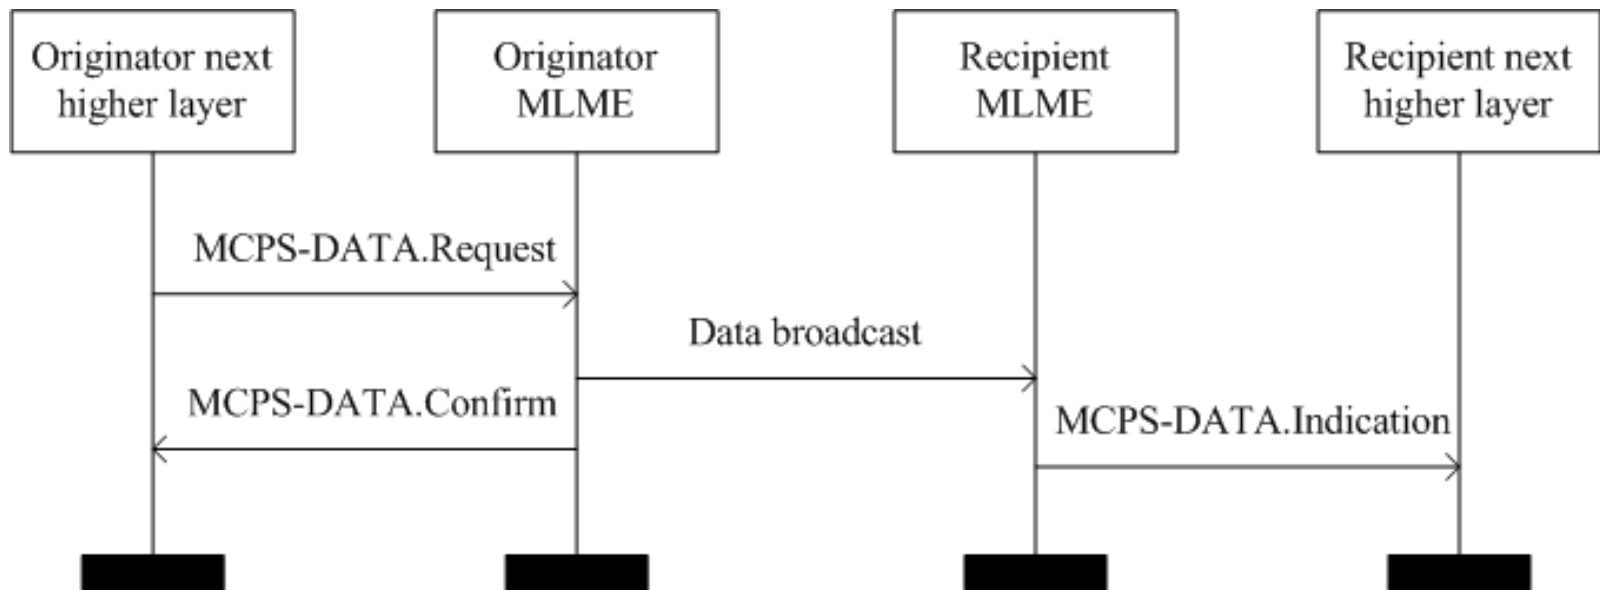 Originator next
higher layer
Originator
MLME
Recipient
MLME
Recipient next
higher layer
MCPS-DATA.Request
Data broadcast
MCPS-DATA.Confirm
MCPS-DATA.Indication